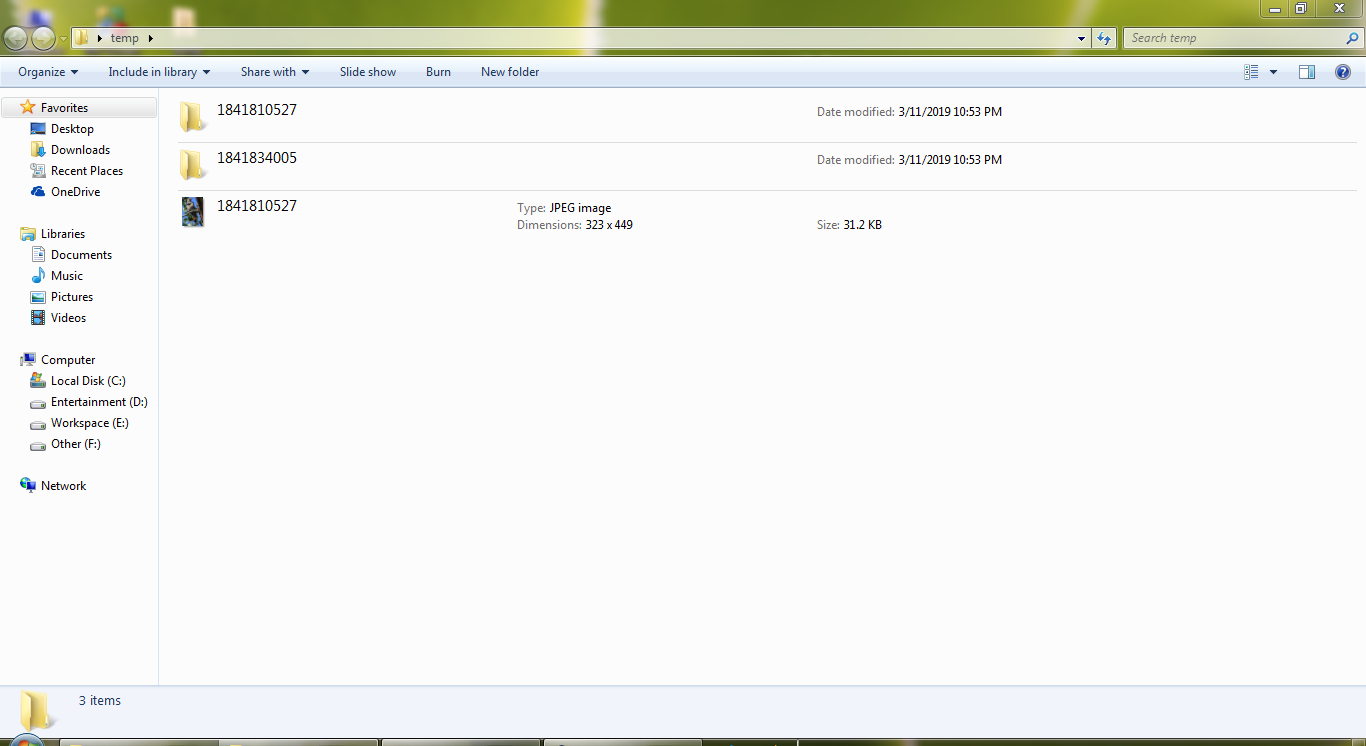 temp
Search temp
Organize Include in library Share with Slide show Burn New folder
Favorites
Desktop
Downloads
Recent Places
OneDrive
Libraries
Documents
Music
Pictures
Videos
Computer
Local Disk (C:)
Entertainment (D:)
Workspace (E:)
Other (F:)
Network
1841810527 Date modified: 3/11/2019 10:53 PM
1841834005 Date modified: 3/11/2019 10:53 PM
1841810527 Type: JPEG image
Dimensions: 323 x 449 Size: 31.2 KB
3 items